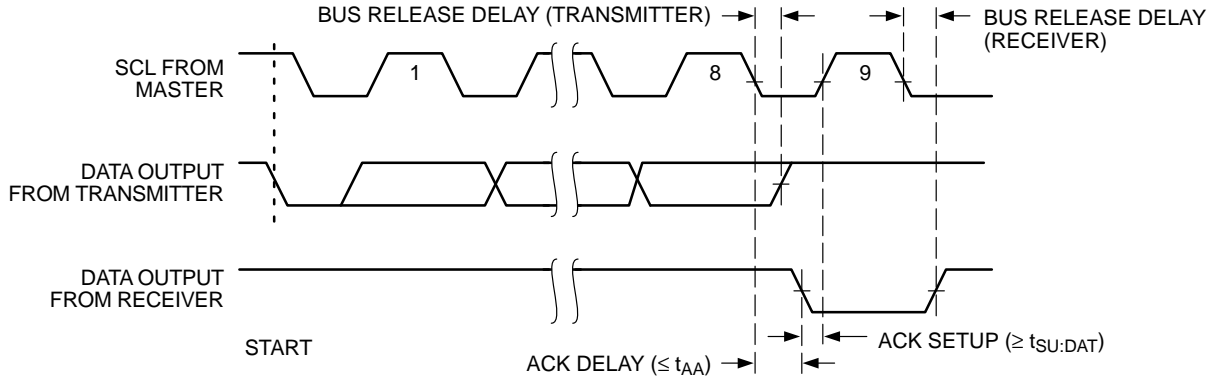 BUS RELEASE DELAY (TRANSMITTER)
BUS RELEASE DELAY
(RECEIVER)
SCL FROM
MASTER
1
8
9
DATA OUTPUT
FROM TRANSMITTER
DATA OUTPUT
FROM RECEIVER
START
ACK DELAY (≤ tAA)
ACK SETUP (≥ tSU:DAT)